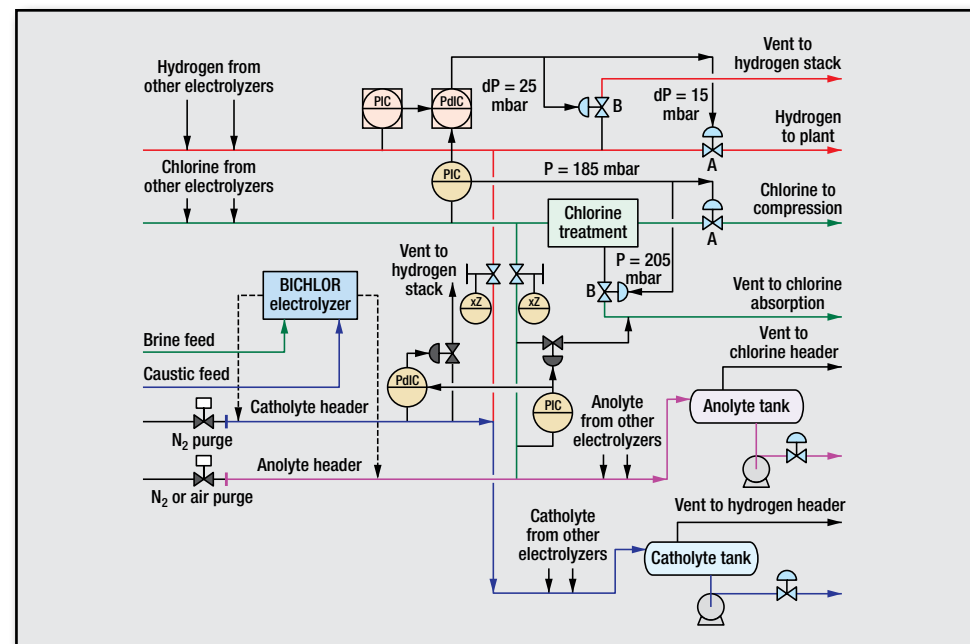 Vent to
hydrogen stack
Hydrogen from
other electrolyzers
PIC
PdIC
dP = 25
mbar
B
dP = 15
mbar
Hydrogen
to plant
A
Chlorine from
other electrolyzers
PIC
P = 185 mbar
Chlorine to
compression
A
Chlorine
treatment
Vent to
hydrogen
stack
P = 205
mbar
B
xZ
xZ
BICHLOR
electrolyzer
Vent to chlorine
absorption
Brine feed
Vent to
chlorine header
Caustic feed
PdIC
PIC
Catholyte header
N2 purge
Anolyte
from other
electrolyzers
Anolyte tank
Anolyte header
N2 or air purge
Vent to hydrogen header
Catholyte
from other
electrolyzers
Catholyte tank